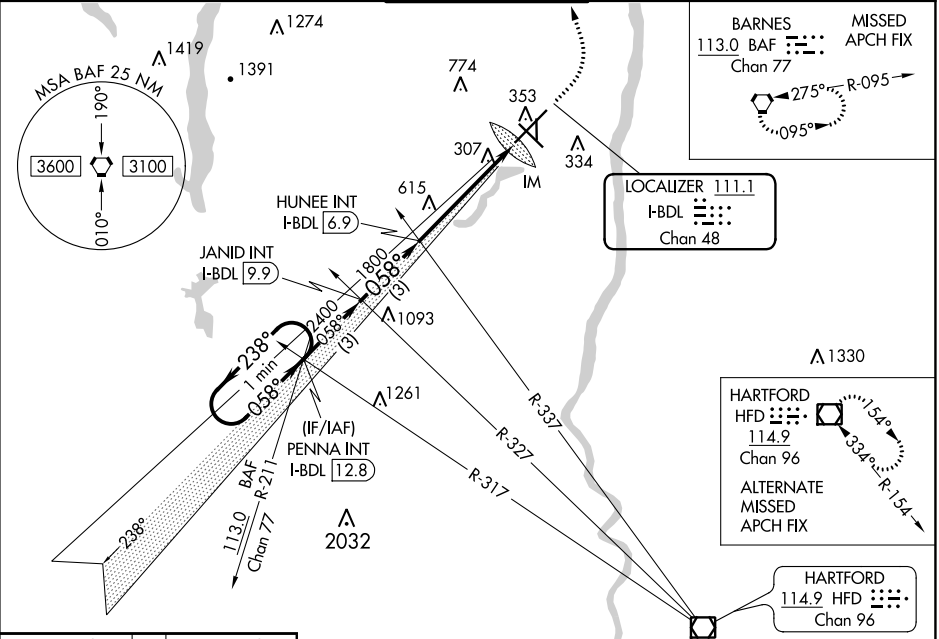 1274
1419
1391
MSA BAF 25 NM
190°
3600
3100
010°
774
353
307
334
IM
615
HUNEE INT
I-BDL 6.9
JANID INT
I-BDL 9.9
1800
058°
(3)
2400
058°
(3)
1093
238°
1 min
058°
1261
(IF/IAF)
PENNA INT
I-BDL 12.8
BAF
R-211
113.0
Chan 77
238°
2032
R-337
R-327
R-317
BARNES
113.0 BAF
Chan 77
MISSED
APCH FIX
275° R-095
095°
LOCALIZER 111.1
I-BDL
Chan 48
1330
HARTFORD
HFD
114.9
Chan 96
154°
334°
R-154
ALTERNATE
MISSED
APCH FIX
HARTFORD
114.9 HFD
Chan 96